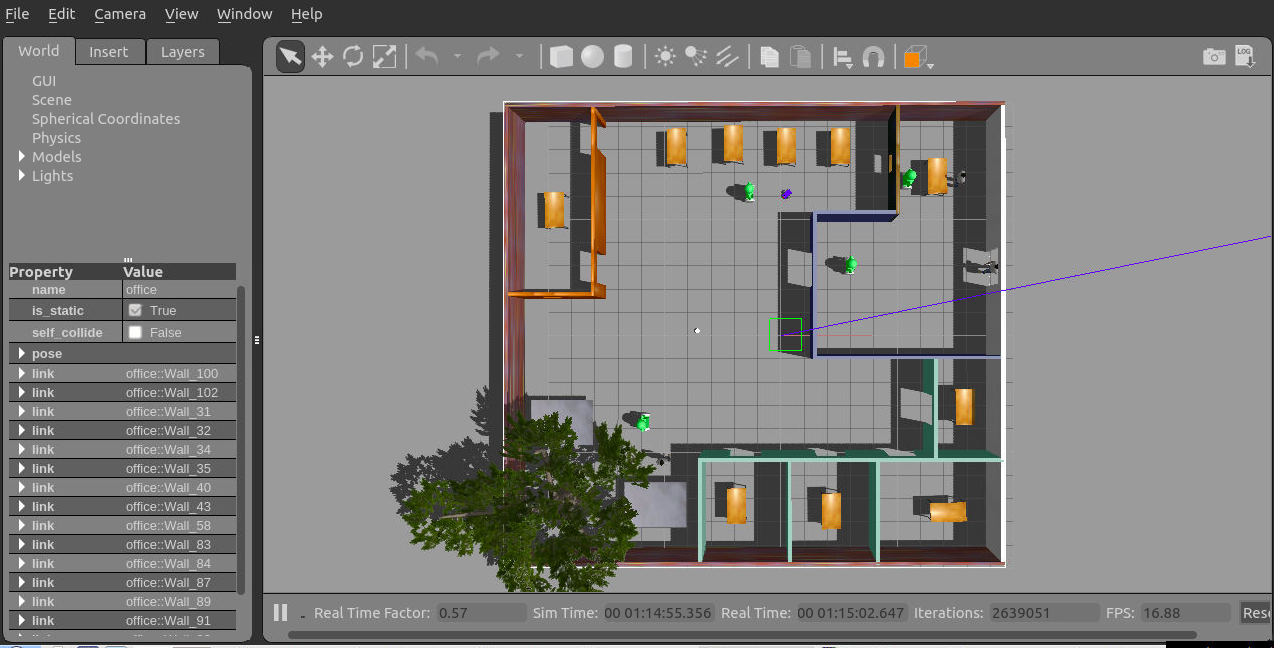 File Edit Camera View Window Help
World Insert Layers
LOG
GUI
Scene
Spherical Coordinates
Physics
Models
Lights
Property Value
name office
is_static True
self_collide False
pose
link office::Wall_100
link office::Wall_102
link office::Wall_31
link office::Wall_32
link office::Wall_34
link office::Wall_35
link office::Wall_40
link office::Wall_43
link office::Wall_58
link office::Wall_83
link office::Wall_84
link office::Wall_87
link office::Wall_89
link office::Wall_91
Real Time Factor: 0.57 Sim Time: 00 01:14:55.356 Real Time: 00 01:15:02.647 Iterations: 2639051 FPS: 16.88 Rese